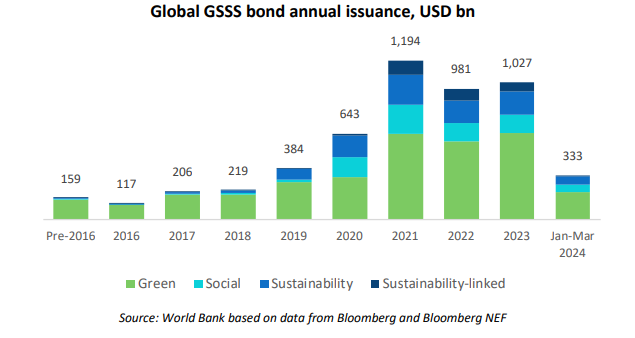 Global GSSS bond annual issuance, USD bn
1,194
1,027
981
643
384
333
206
219
159
117
Pre-2016 2016 2017 2018 2019 2020 2021 2022 2023 Jan-Mar
2024
Green Social Sustainability Sustainability-linked
Source: World Bank based on data from Bloomberg and Bloomberg NEF